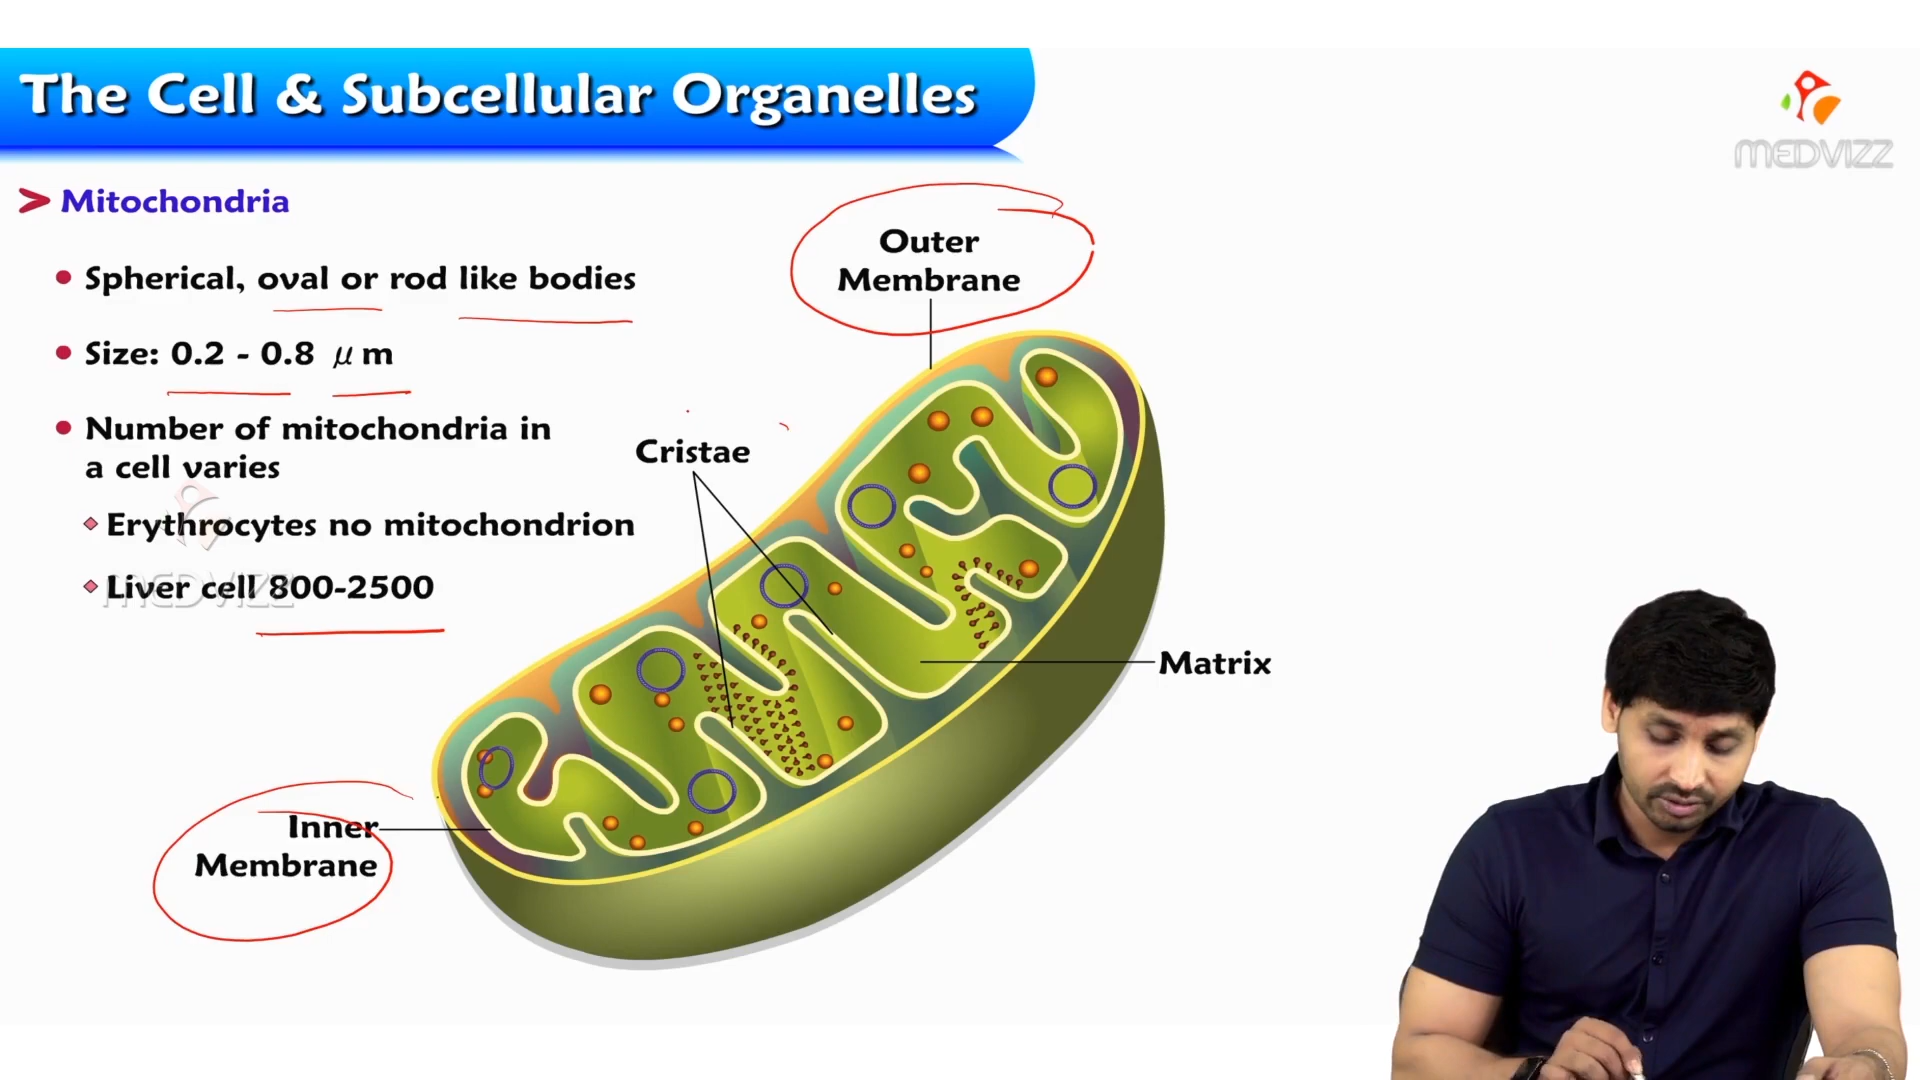 The Cell & Subcellular Organelles
MEDVIZZ
Mitochondria
Spherical, oval or rod like bodies
Size: 0.2 - 0.8 μm
Number of mitochondria in
a cell varies
Erythrocytes no mitochondrion
Liver cell 800-2500
MEDVIZZ
Outer
Membrane
Cristae
Matrix
Inner
Membrane